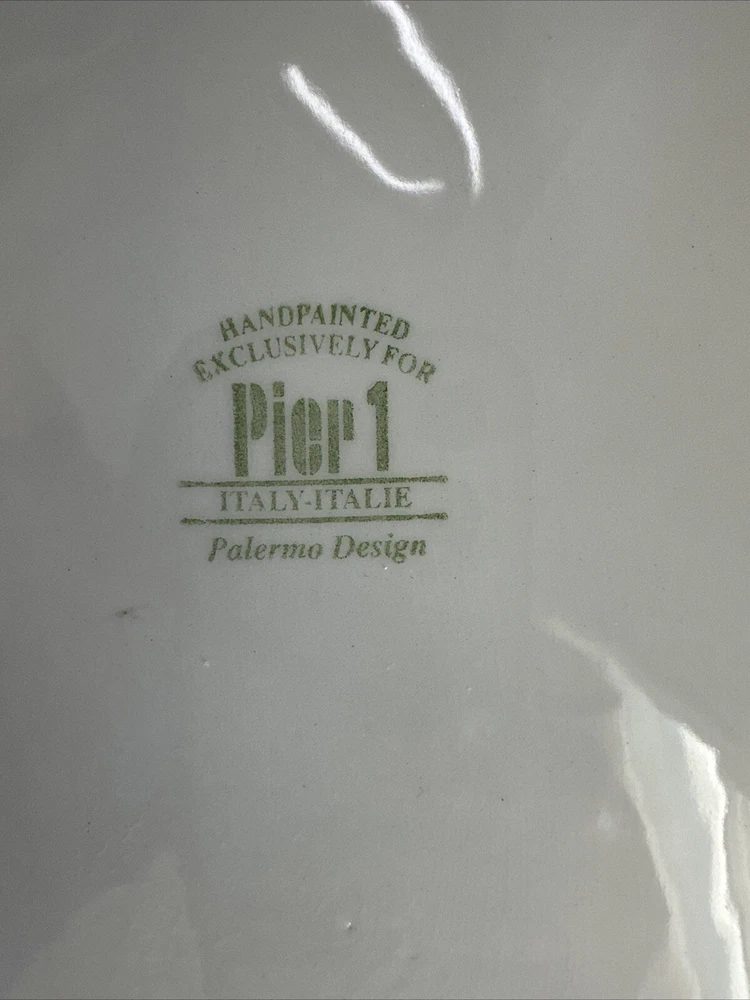 HANDPAINTED
EXCLUSIVELY FOR
Pier 1
ITALY-ITALIE
Palermo Design